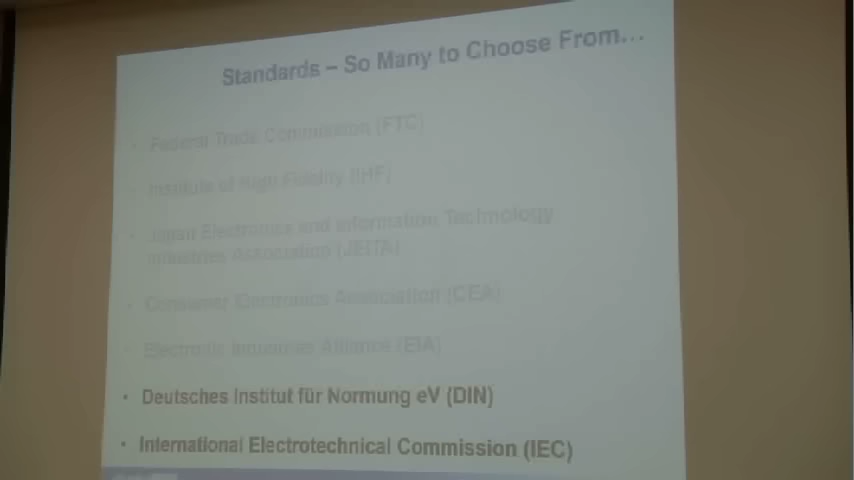 Standards – So Many to Choose From...
• Federal Trade Commission (FTC)
• Institute of High Fidelity (IHF)
• Japan Electronics and Information Technology
Industries Association (JEITA)
• Consumer Electronics Association (CEA)
• Electronic Industries Alliance (EIA)
• Deutsches Institut für Normung eV (DIN)
• International Electrotechnical Commission (IEC)